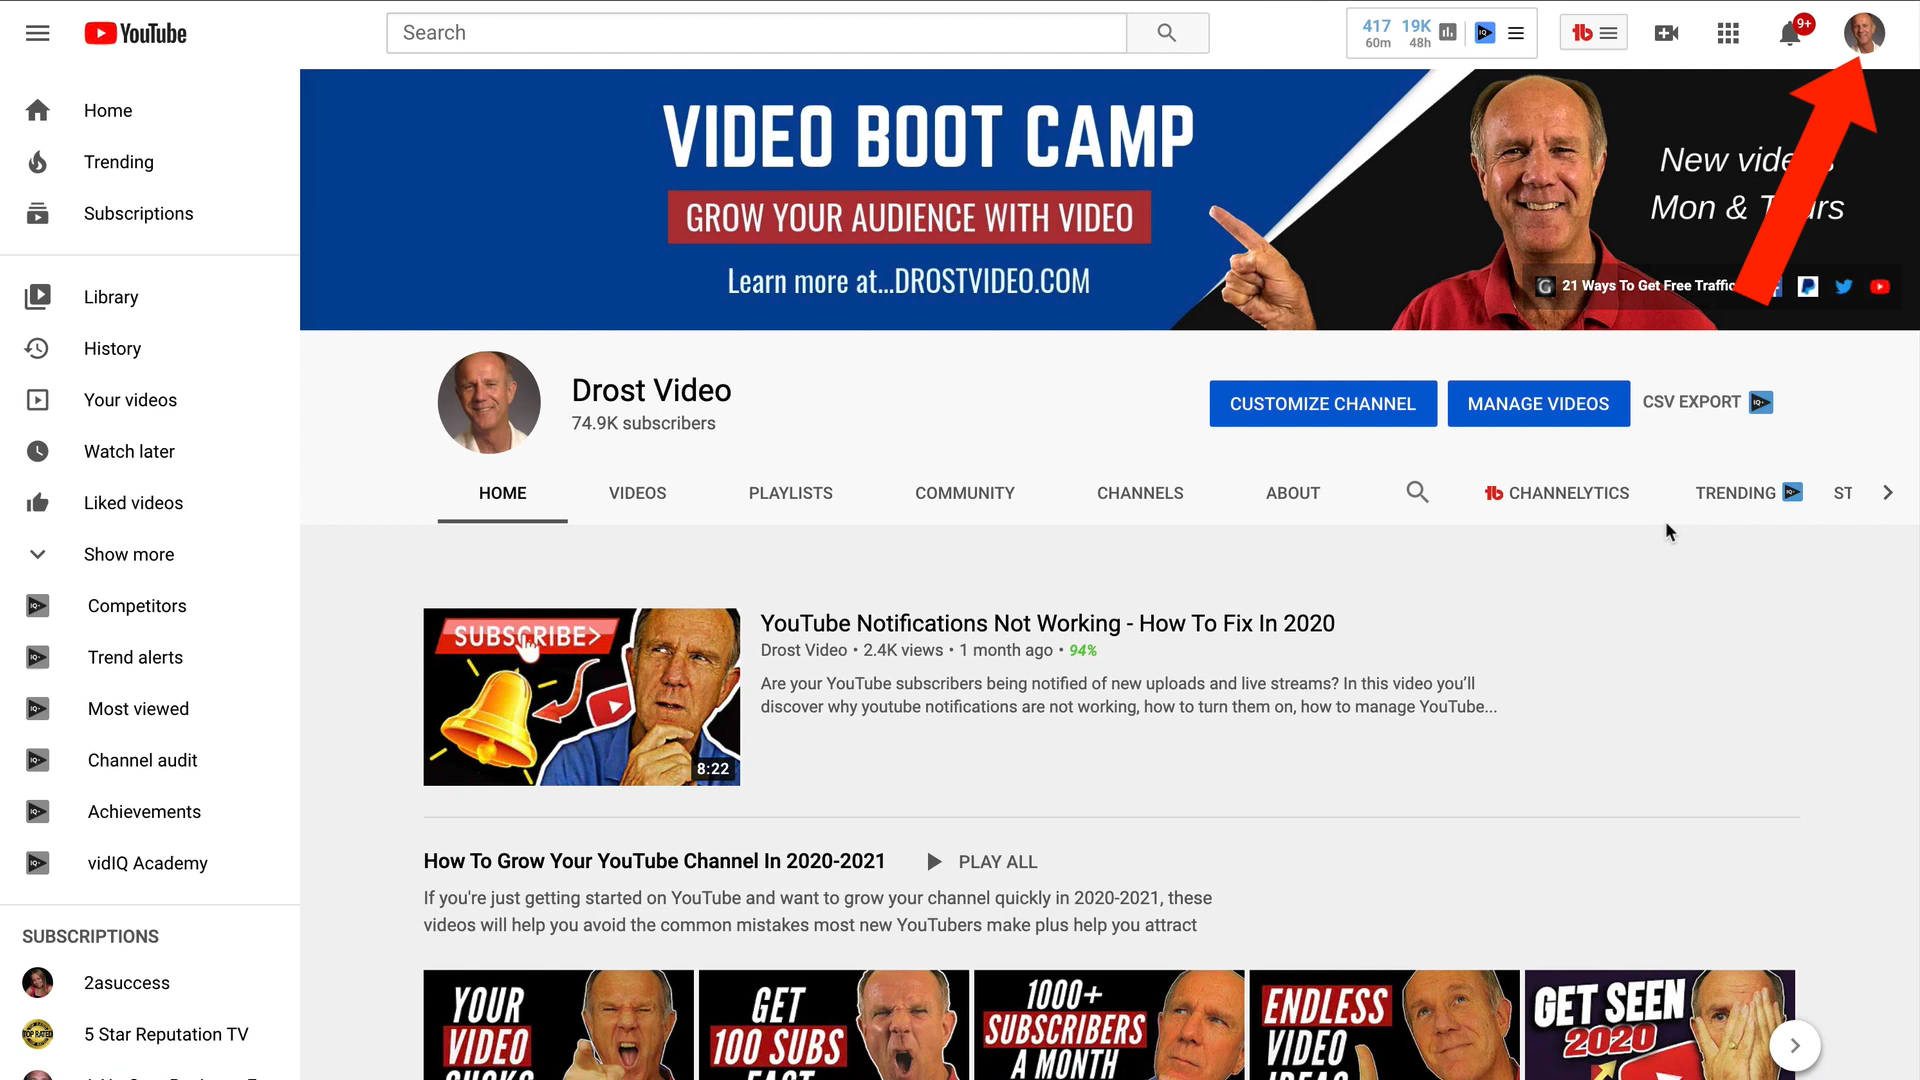 YouTube
Search
417 60m
19K 48h
9+
Home
Trending
Subscriptions
Library
History
Your videos
Watch later
Liked videos
Show more
Competitors
Trend alerts
Most viewed
Channel audit
Achievements
vidIQ Academy
SUBSCRIPTIONS
2asuccess
5 Star Reputation TV
VIDEO BOOT CAMP
GROW YOUR AUDIENCE WITH VIDEO
Learn more at...DROSTVIDEO.COM
New
Mon &
21 Ways To Get Free Traffic
Drost Video
74.9K subscribers
CUSTOMIZE CHANNEL
MANAGE VIDEOS
CSV EXPORT
HOME
VIDEOS
PLAYLISTS
COMMUNITY
CHANNELS
ABOUT
CHANNELYTICS
TRENDING
ST
SUBSCRIBE>
8:22
YouTube Notifications Not Working - How To Fix In 2020
Drost Video • 2.4K views • 1 month ago • 94%
Are your YouTube subscribers being notified of new uploads and live streams? In this video you'll
discover why youtube notifications are not working, how to turn them on, how to manage YouTube...
How To Grow Your YouTube Channel In 2020-2021
PLAY ALL
If you're just getting started on YouTube and want to grow your channel quickly in 2020-2021, these
videos will help you avoid the common mistakes most new YouTubers make plus help you attract
YOUR
VIDEO
GET
100 SUBS
1000+
SUBSCRIBERS
A MONTH
ENDLESS
VIDEO
GET SEEN
2020